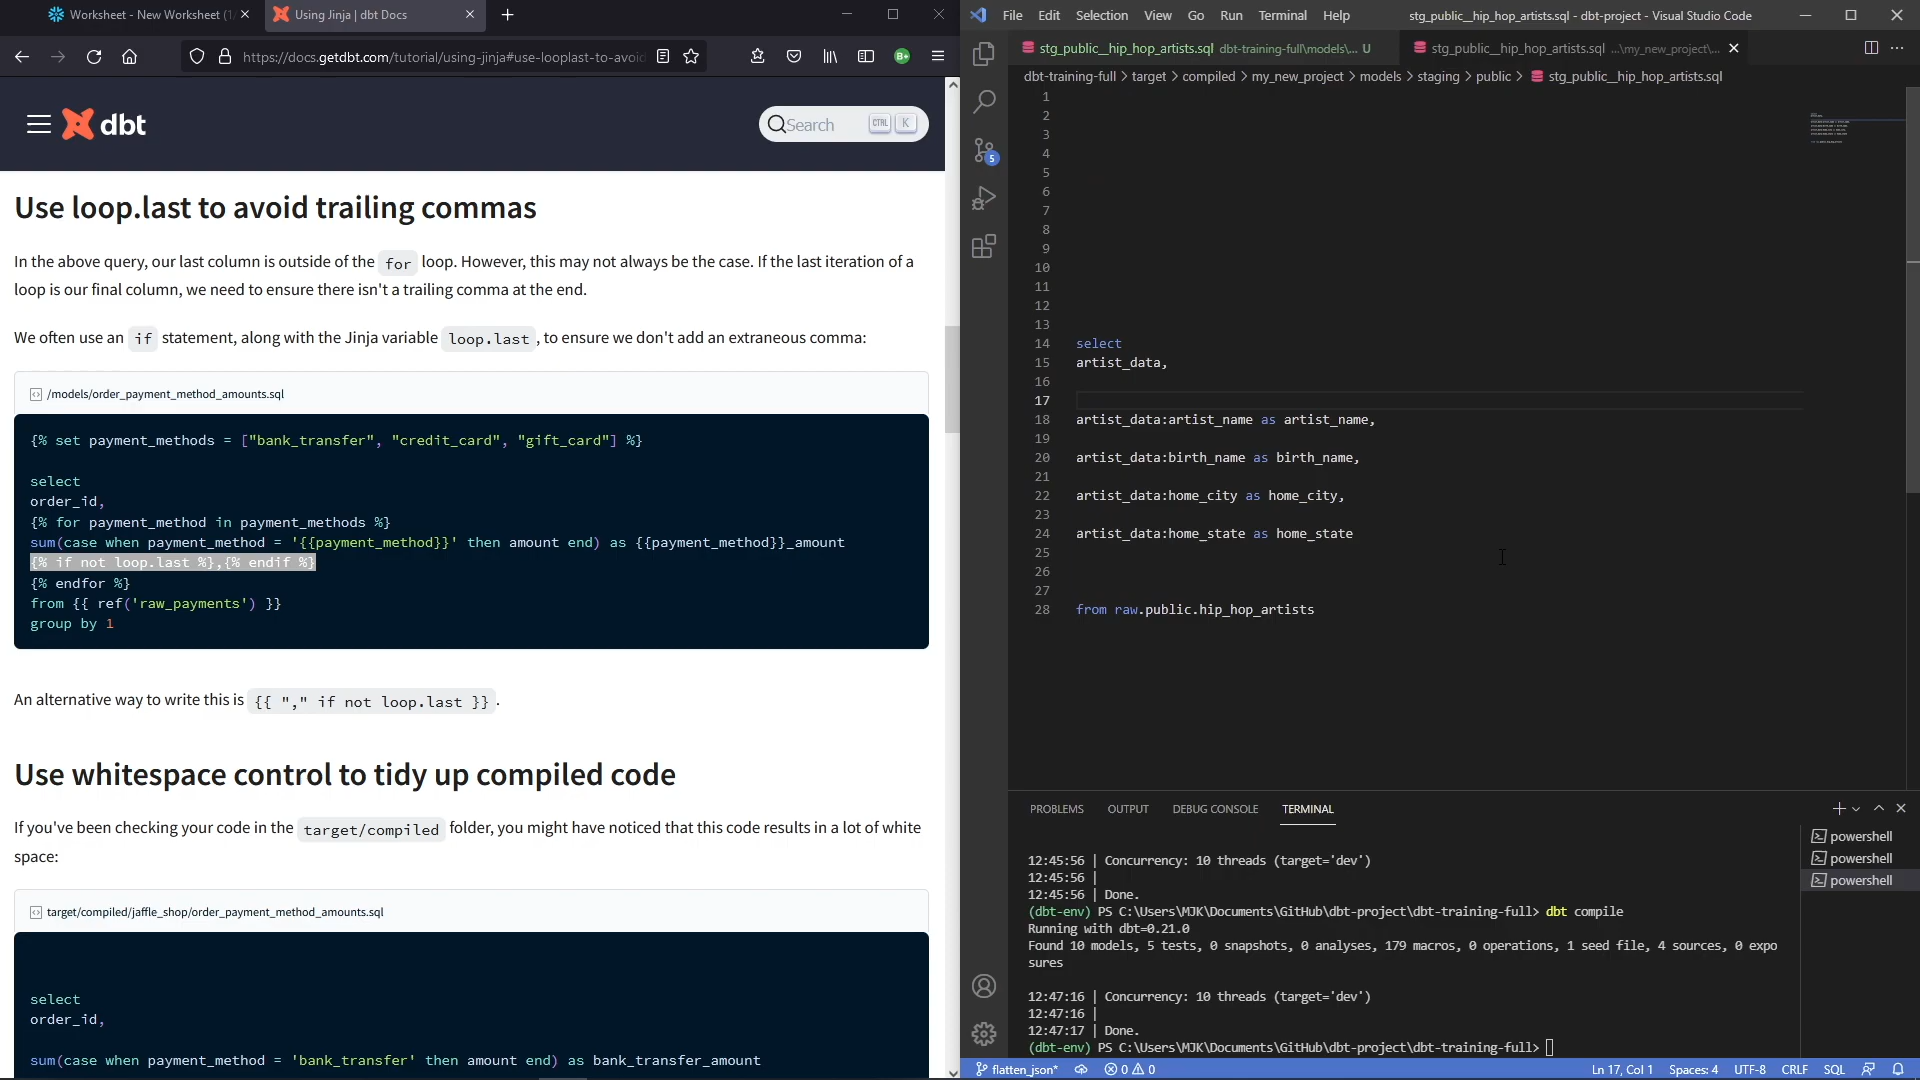 Worksheet - New Worksheet (1/
Using Jinja | dbt Docs
https://docs.getdbt.com/tutorial/using-jinja#use-looplast-to-avoid
dbt
Search
CTRL K
Use loop.last to avoid trailing commas
In the above query, our last column is outside of the for loop. However, this may not always be the case. If the last iteration of a
loop is our final column, we need to ensure there isn't a trailing comma at the end.
We often use an if statement, along with the Jinja variable loop.last, to ensure we don't add an extraneous comma:
/models/order_payment_method_amounts.sql
{% set payment_methods = ["bank_transfer", "credit_card", "gift_card"] %}
select
order_id,
{% for payment_method in payment_methods %}
sum(case when payment_method = '{{payment_method}}' then amount end) as {{payment_method}}_amount
{% if not loop.last %},{% endif %}
{% endfor %}
from {{ ref('raw_payments') }}
group by 1
An alternative way to write this is {{ "," if not loop.last }}.
Use whitespace control to tidy up compiled code
If you've been checking your code in the target/compiled folder, you might have noticed that this code results in a lot of white
space:
target/compiled/jaffle_shop/order_payment_method_amounts.sql
select
order_id,
sum(case when payment_method = 'bank_transfer' then amount end) as bank_transfer_amount
File Edit Selection View Go Run Terminal Help
stg_public__hip_hop_artists.sql - dbt-project - Visual Studio Code
stg_public__hip_hop_artists.sql dbt-training-full\models\... U
stg_public__hip_hop_artists.sql ...\my_new_project\...
dbt-training-full > target > compiled > my_new_project > models > staging > public > stg_public__hip_hop_artists.sql
5
1
2
3
4
5
6
7
8
9
10
11
12
13
14 select
15 artist_data,
16
17
18 artist_data:artist_name as artist_name,
19
20 artist_data:birth_name as birth_name,
21
22 artist_data:home_city as home_city,
23
24 artist_data:home_state as home_state
25
26
27
28 from raw.public.hip_hop_artists
PROBLEMS OUTPUT DEBUG CONSOLE TERMINAL
powershell
powershell
powershell
12:45:56 | Concurrency: 10 threads (target='dev')
12:45:56 |
12:45:56 | Done.
(dbt-env) PS C:\Users\MJK\Documents\GitHub\dbt-project\dbt-training-full> dbt compile
Running with dbt=0.21.0
Found 10 models, 5 tests, 0 snapshots, 0 analyses, 179 macros, 0 operations, 1 seed file, 4 sources, 0 expo
sures
12:47:16 | Concurrency: 10 threads (target='dev')
12:47:16 |
12:47:17 | Done.
(dbt-env) PS C:\Users\MJK\Documents\GitHub\dbt-project\dbt-training-full>
flatten_json* 0 0
Ln 17, Col 1 Spaces: 4 UTF-8 CRLF SQL